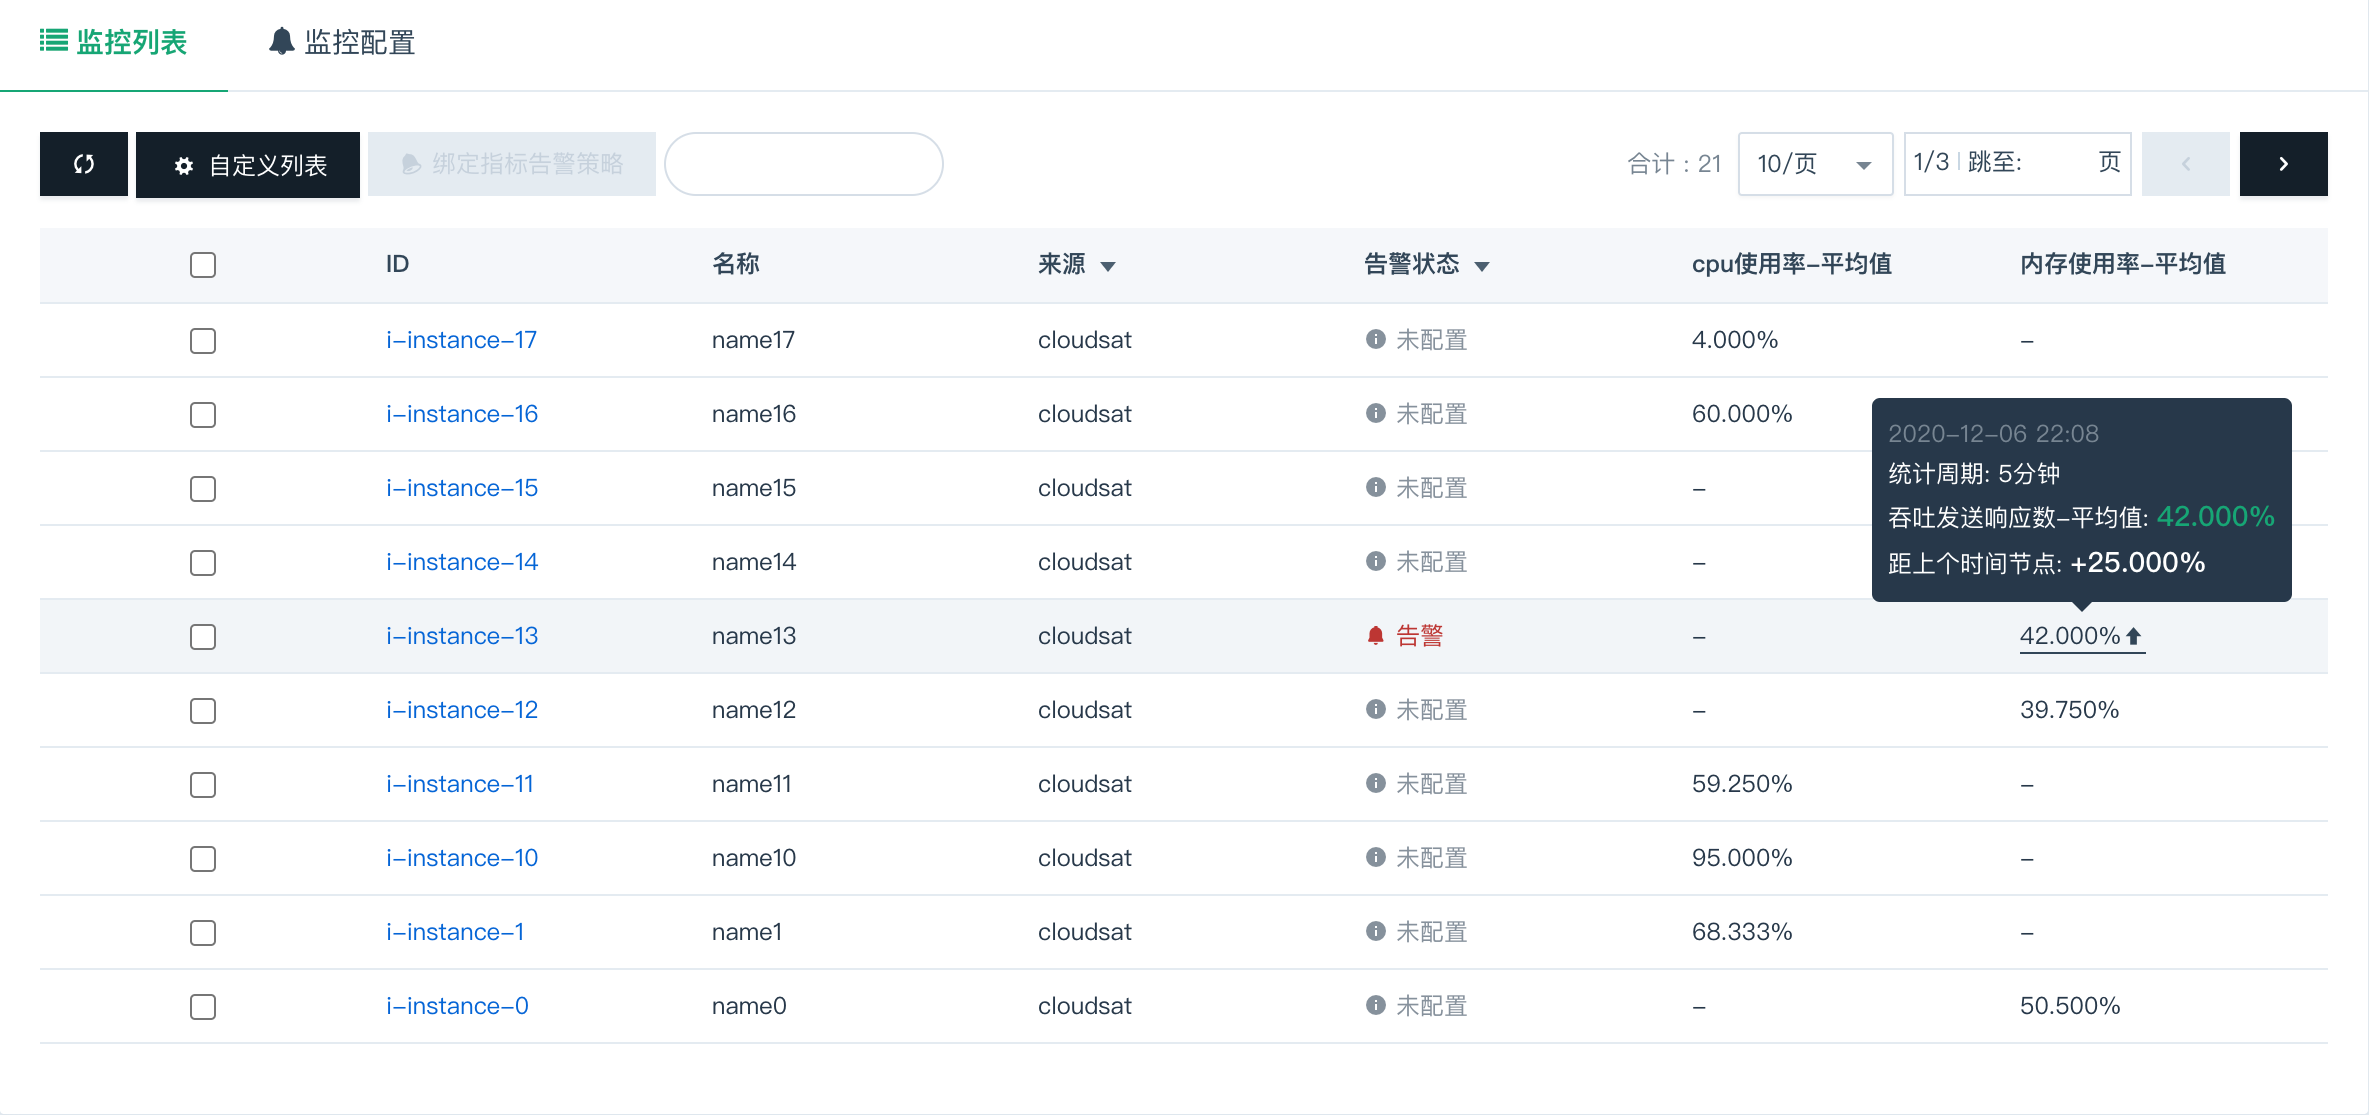 监控列表 监控配置
自定义列表 绑定指标告警策略 合计：21 10/页 1/3 跳至: 页
ID 名称 来源 告警状态 cpu使用率-平均值 内存使用率-平均值
i-instance-17 name17 cloudsat 未配置 4.000% -
i-instance-16 name16 cloudsat 未配置 60.000%
2020-12-06 22:08
统计周期: 5分钟
吞吐发送响应数-平均值: 42.000%
距上个时间节点: +25.000%
i-instance-15 name15 cloudsat 未配置 -
i-instance-14 name14 cloudsat 未配置 -
i-instance-13 name13 cloudsat 告警 - 42.000%
i-instance-12 name12 cloudsat 未配置 - 39.750%
i-instance-11 name11 cloudsat 未配置 59.250% -
i-instance-10 name10 cloudsat 未配置 95.000% -
i-instance-1 name1 cloudsat 未配置 68.333% -
i-instance-0 name0 cloudsat 未配置 - 50.500%